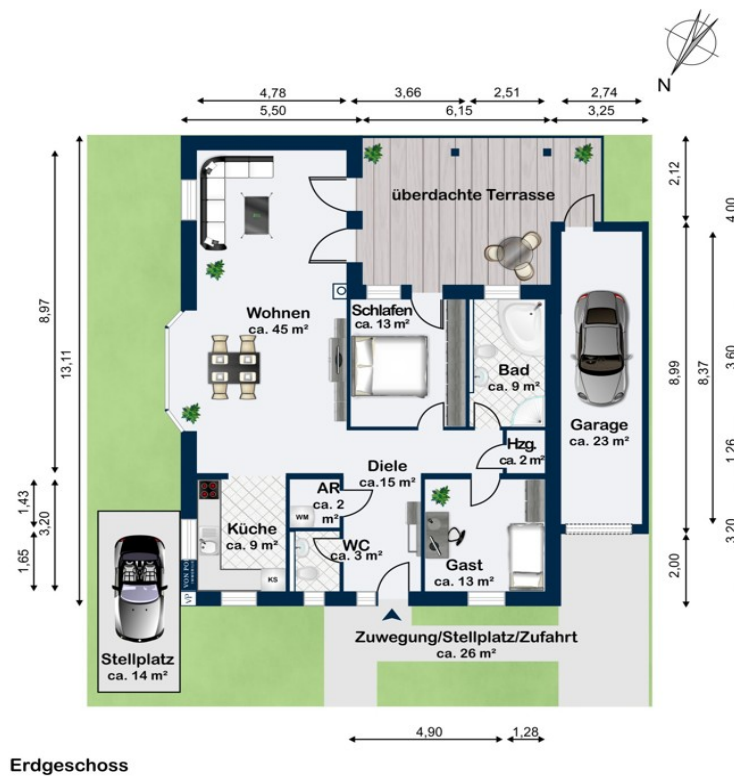 N
4,78
3,66
2,51
2,74
5,50
6,15
3,25
überdachte Terrasse
2,12
4,00
8,97
13,11
Wohnen
ca. 45 m²
Schlafen
ca. 13 m²
Bad
ca. 9 m²
Garage
ca. 23 m²
8,99
8,37
3,60
1,26
Hzg.
ca. 2 m²
Diele
ca.15 m²
1,43
3,20
1,65
AR
ca. 2
m²
WM
Küche
ca. 9 m²
KS
WC
ca. 3 m²
Gast
ca. 13 m²
3,20
2,00
VON PO
VP
Stellplatz
ca. 14 m²
Zuwegung/Stellplatz/Zufahrt
ca. 26 m²
4,90
1,28
Erdgeschoss